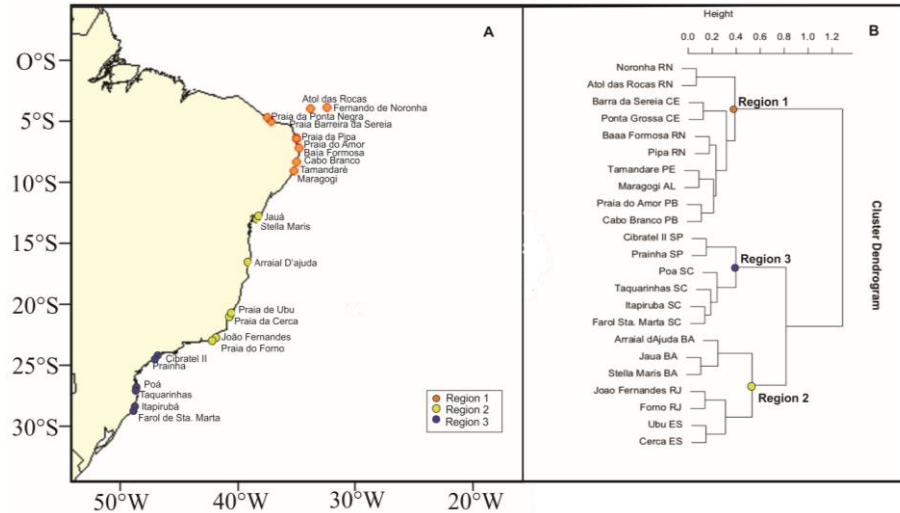 A
O°S
5°S
10°S
15°S
20°S
25°S
30°S
50°W
40°W
30°W
20°W
Atol das Rocas
Fernando de Noronha
Praia da Ponta Negra
Praia Barreira da Sereia
Praia da Pipa
Praia do Amor
Baía Formosa
Cabo Branco
Tamandaré
Maragogi
Jauá
Stella Maris
Arraial D'ajuda
Praia de Ubu
Praia da Cerca
João Fernandes
Praia do Forno
Cibratel II
Prainha
Poá
Taquarinhas
Itapirubá
Farol de Sta. Marta
Region 1
Region 2
Region 3
Height
B
0.0 0.2 0.4 0.6 0.8 1.2
Noronha RN
Atol das Rocas RN
Barra da Sereia CE
Ponta Grossa CE
Baaa Formosa RN
Pipa RN
Tamandare PE
Maragogi AL
Praia do Amor PB
Cabo Branco PB
Cibratel II SP
Prainha SP
Poa SC
Taquarinhas SC
Itapiruba SC
Farol Sta. Marta SC
Arraial dAjuda BA
Jaua BA
Stella Maris BA
Joao Fernandes RJ
Forno RJ
Ubu ES
Cerca ES
Region 1
Region 3
Region 2
Cluster Dendrogram